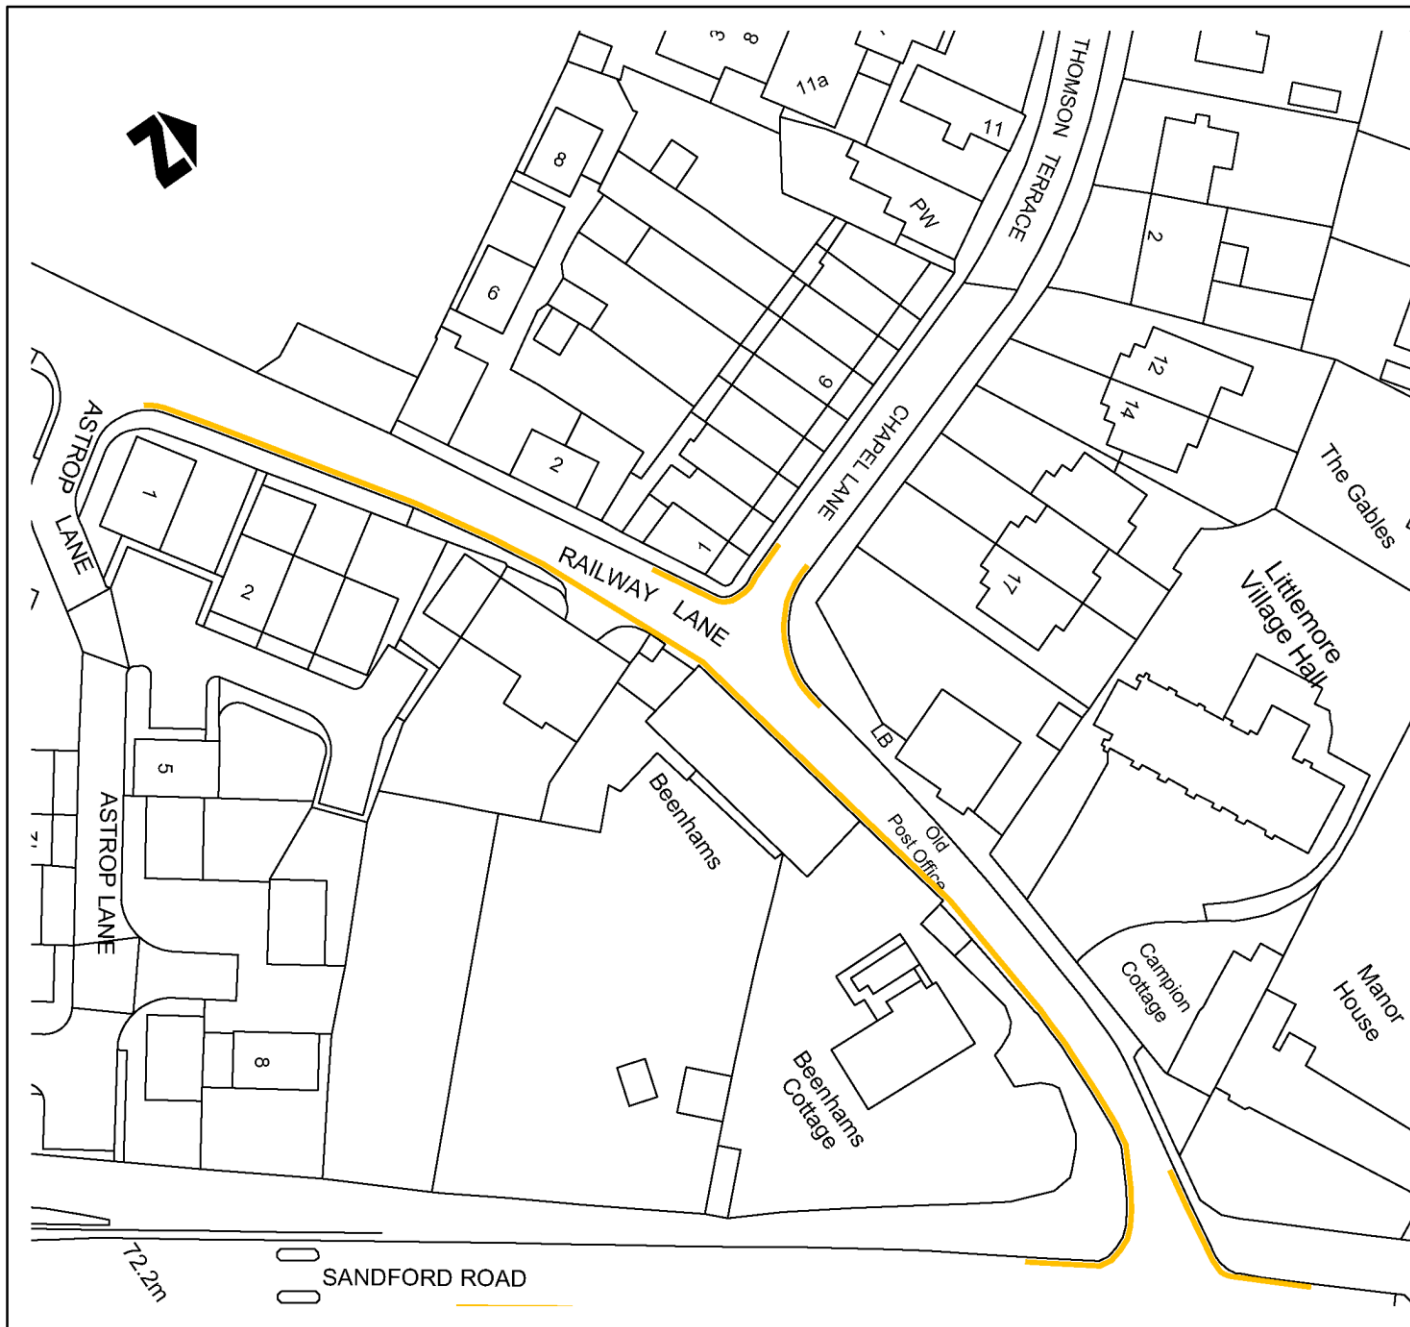 3
8
11a
11
THOMSON TERRACE
8
PW
2
6
9
12
14
CHAPEL LANE
ASTROP LANE
The Gables
2
1
1
RAILWAY LANE
17
Littlemore
Village Hall
2
LB
5
Beenhams
ASTROP LANE
Old
Post Office
Campion
Cottage
Manor
House
8
Beenhams
Cottage
72.2m
SANDFORD ROAD
N